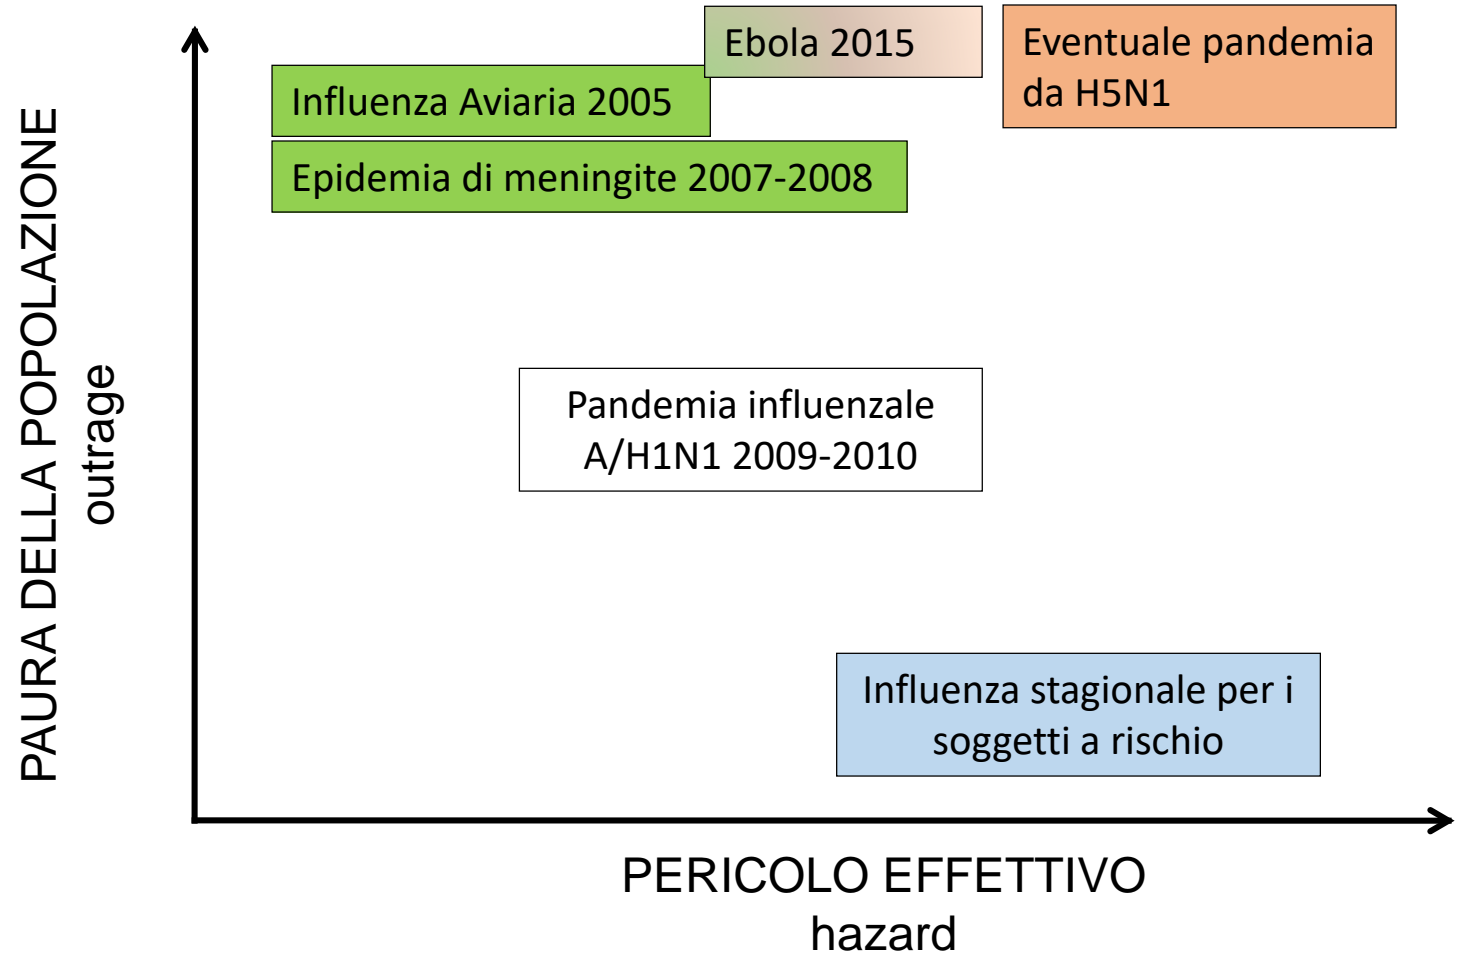 Ebola 2015
Eventuale pandemia
da H5N1
Influenza Aviaria 2005
Epidemia di meningite 2007-2008
PAURA DELLA POPOLAZIONE
outrage
Pandemia influenzale
A/H1N1 2009-2010
Influenza stagionale per i
soggetti a rischio
PERICOLO EFFETTIVO
hazard